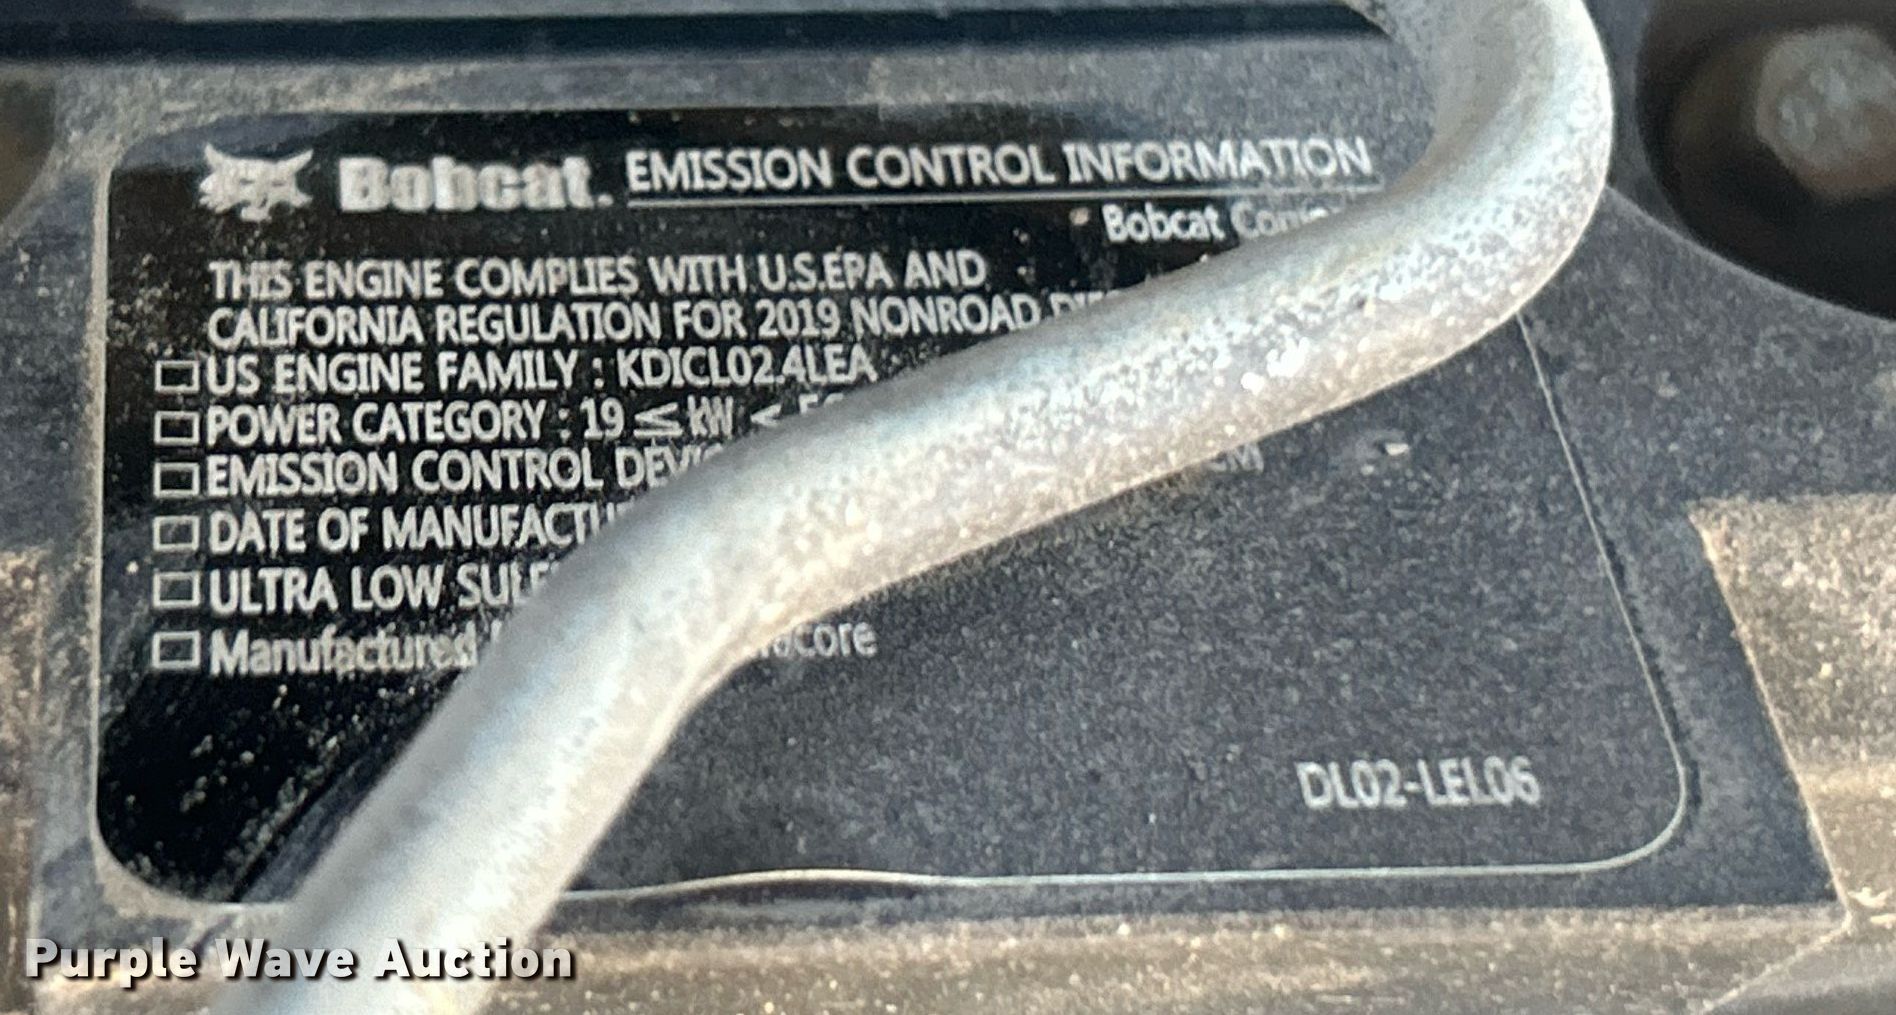 Bobcat. EMISSION CONTROL INFORMATION
Bobcat
THIS ENGINE COMPLIES WITH U.S.EPA AND
CALIFORNIA REGULATION FOR 2019 NONROAD
US ENGINE FAMILY : KDICL02.4LEA
POWER CATEGORY : 19 ≤ kW <
EMISSION CONTROL
DATE OF
ULTRA LOW
Manufactured
DL02-LEL06
Purple Wave Auction